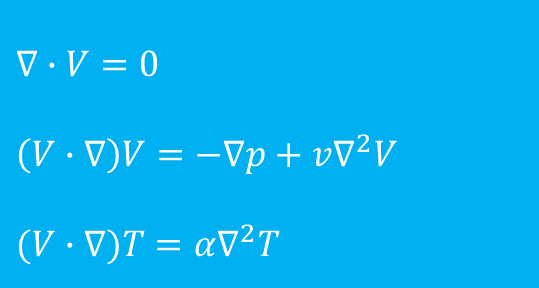 ∇ · V = 0
(V · ∇)V = −∇p + v∇²V
(V · ∇)T = α∇²T